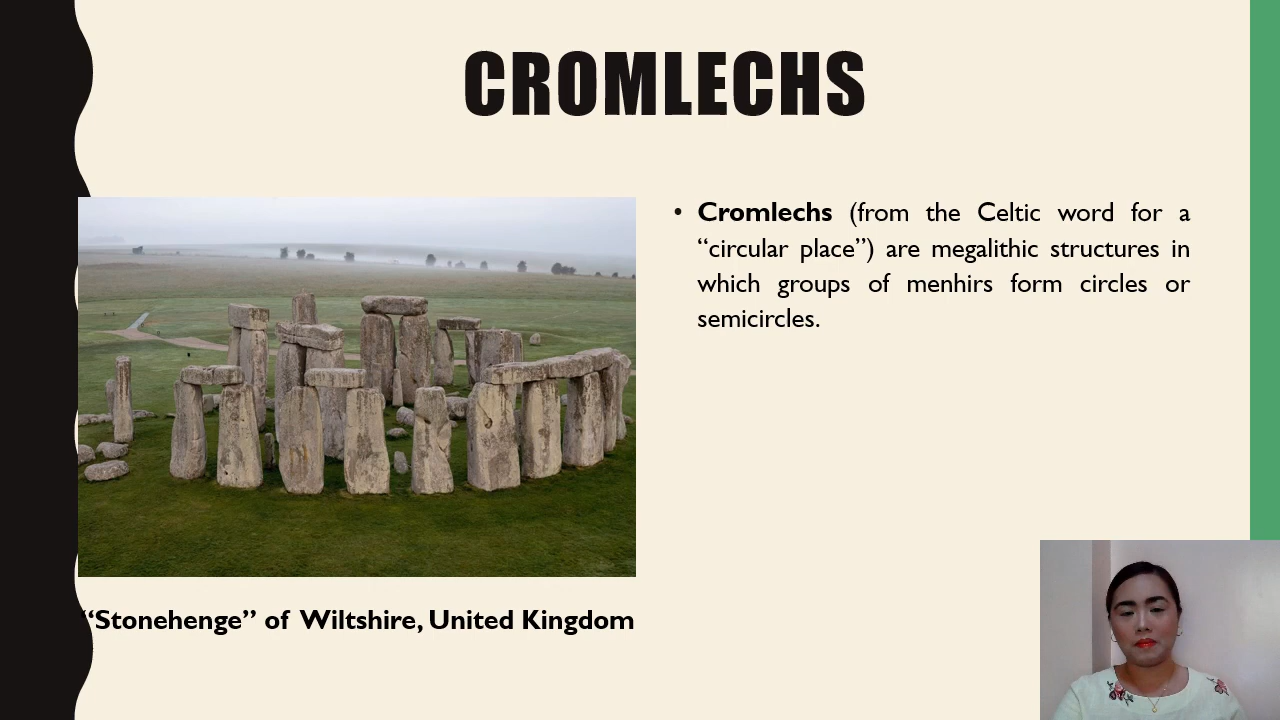 CROMLECHS
• Cromlechs (from the Celtic word for a
“circular place”) are megalithic structures in
which groups of menhirs form circles or
semicircles.
“Stonehenge” of Wiltshire, United Kingdom